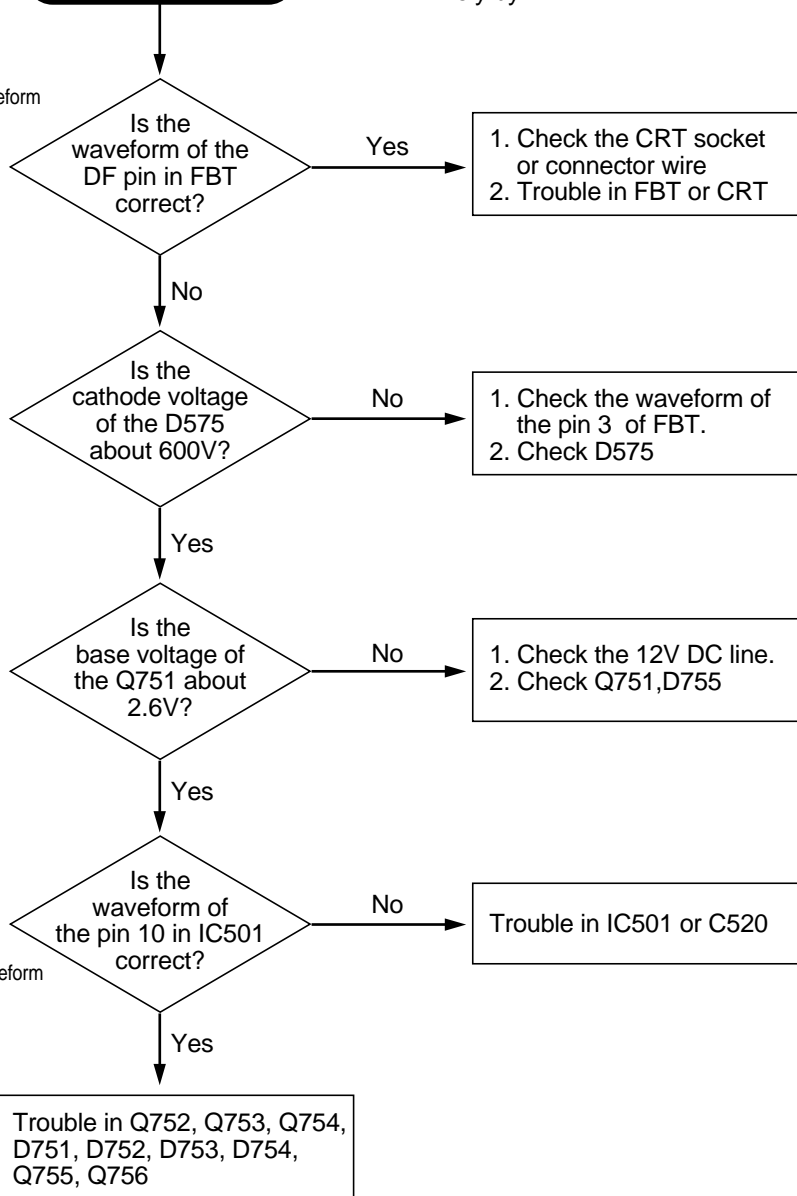 Is the
waveform of the
DF pin in FBT
correct?
Yes
1. Check the CRT socket
or connector wire
2. Trouble in FBT or CRT
No
Is the
cathode voltage
of the D575
about 600V?
No
1. Check the waveform of
the pin 3 of FBT.
2. Check D575
Yes
Is the
base voltage of
the Q751 about
2.6V?
No
1. Check the 12V DC line.
2. Check Q751,D755
Yes
Is the
waveform of
the pin 10 in IC501
correct?
No
Trouble in IC501 or C520
Yes
Trouble in Q752, Q753, Q754,
D751, D752, D753, D754,
Q755, Q756